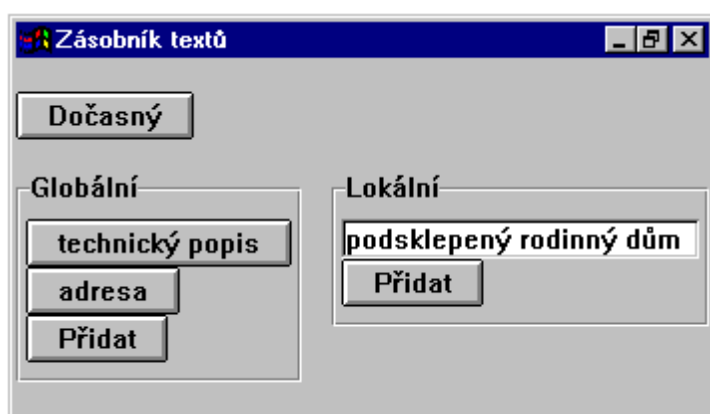 Zásobník textů
Dočasný
Globální
technický popis
adresa
Přidat
Lokální
podsklepený rodinný dům
Přidat